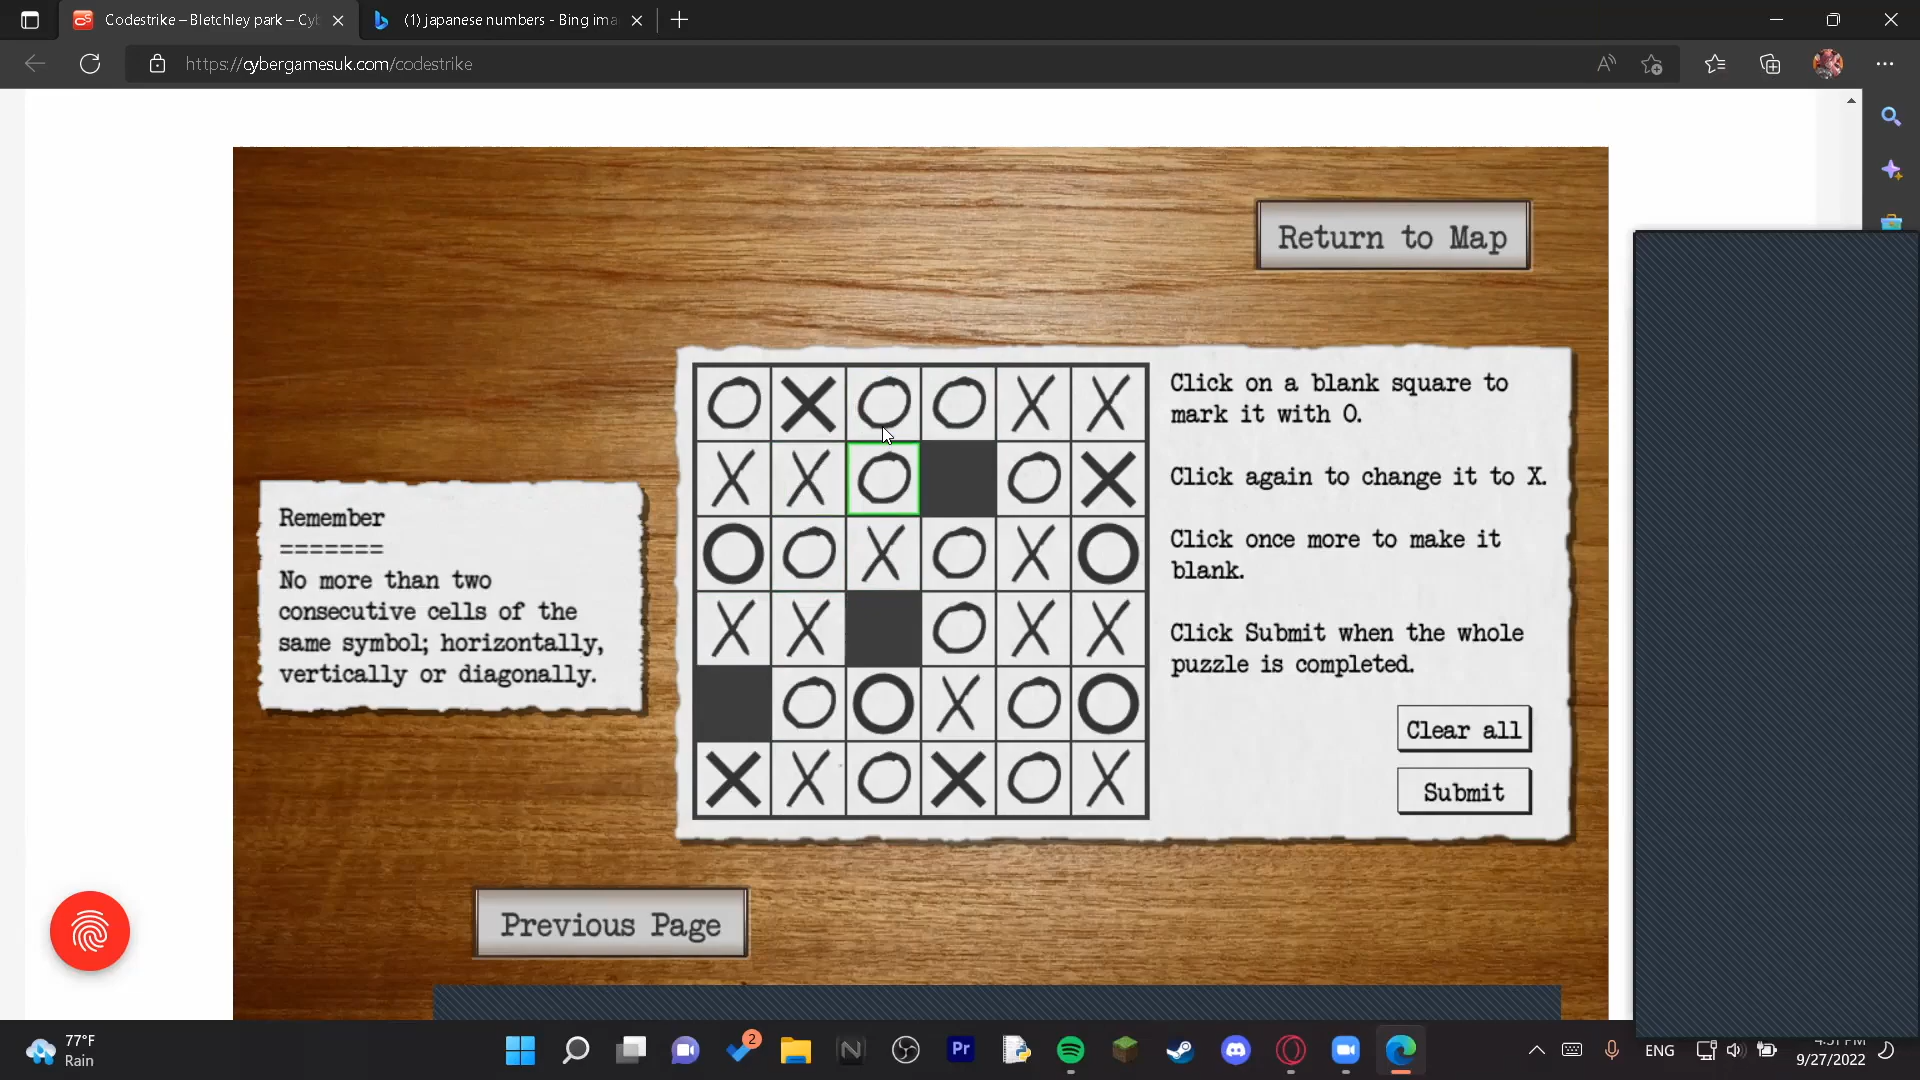 Codestrike – Bletchley park – Cyb
(1) japanese numbers - Bing ima
https://cybergamesuk.com/codestrike
Return to Map
O X O O X X
X X O O X
O O X O X O
X X O X X
O O X O O
X X O X O X
Click on a blank square to
mark it with O.
Click again to change it to X.
Click once more to make it
blank.
Click Submit when the whole
puzzle is completed.
Clear all
Submit
Remember
=======
No more than two
consecutive cells of the
same symbol; horizontally,
vertically or diagonally.
Previous Page
77°F
Rain
2
N
Pr
ENG
9/27/2022